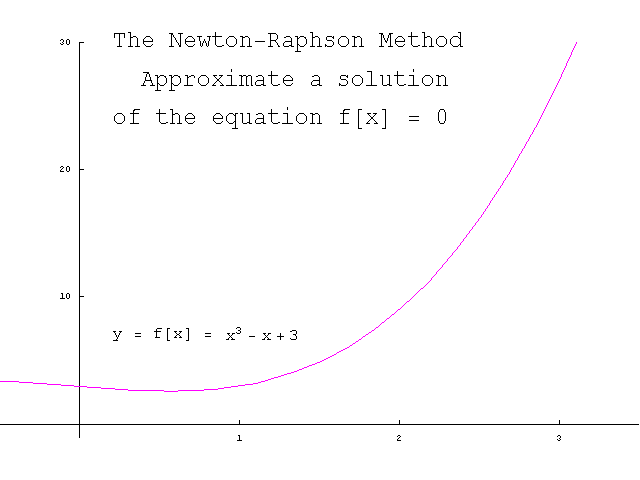 The Newton-Raphson Method
Approximate a solution
of the equation f[x] = 0
30
20
10
y = f[x] = x³ - x + 3
1
2
3